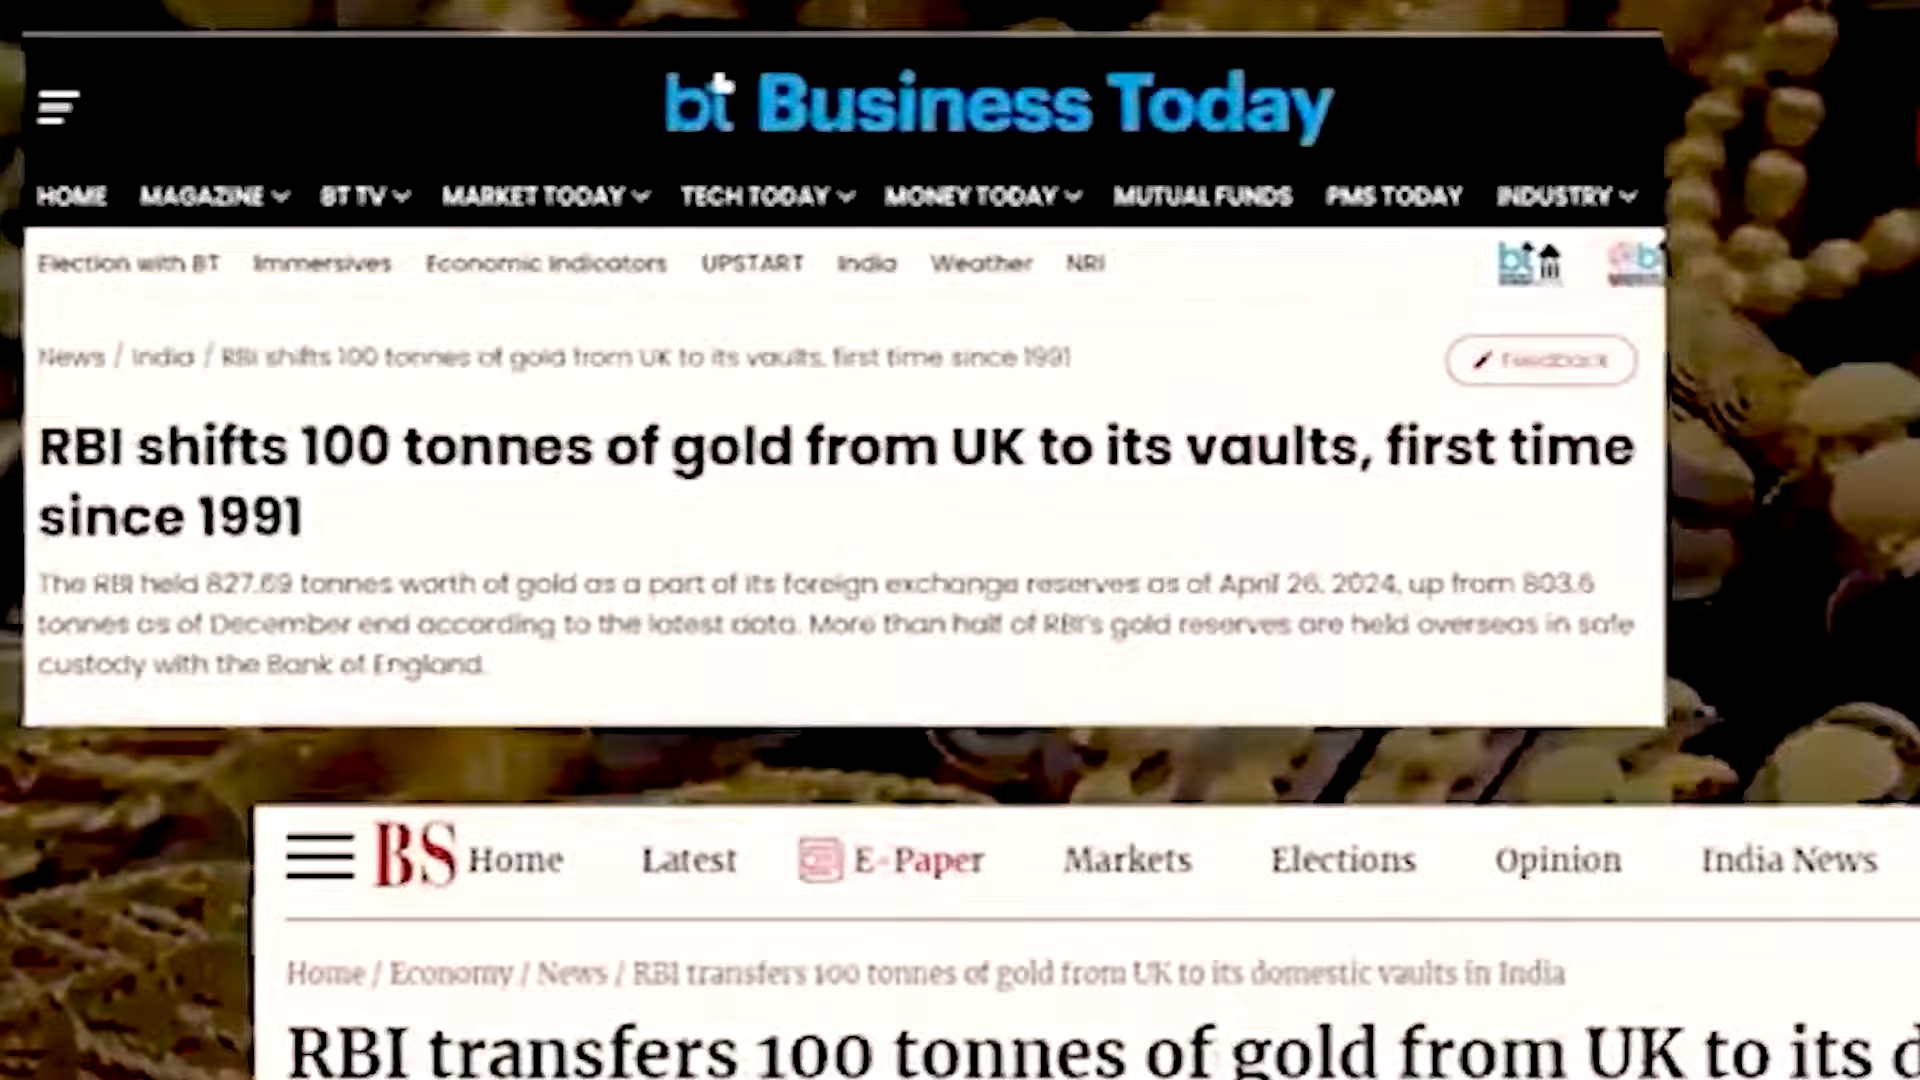 bt Business Today
HOME MAGAZINE BT TV MARKET TODAY TECH TODAY MONEY TODAY MUTUAL FUNDS PMS TODAY INDUSTRY
Election with BT Immersives Economic Indicators UPSTART India Weather NRI
News / India / RBI shifts 100 tonnes of gold from UK to its vaults, first time since 1991
Feedback
RBI shifts 100 tonnes of gold from UK to its vaults, first time
since 1991
The RBI held 827.69 tonnes worth of gold as a part of its foreign exchange reserves as of April 26, 2024, up from 803.6
tonnes as of December end according to the latest data. More than half of RBI's gold reserves are held overseas in safe
custody with the Bank of England.
BS Home Latest E-Paper Markets Elections Opinion India News
Home / Economy / News / RBI transfers 100 tonnes of gold from UK to its domestic vaults in India
RBI transfers 100 tonnes of gold from UK to its d